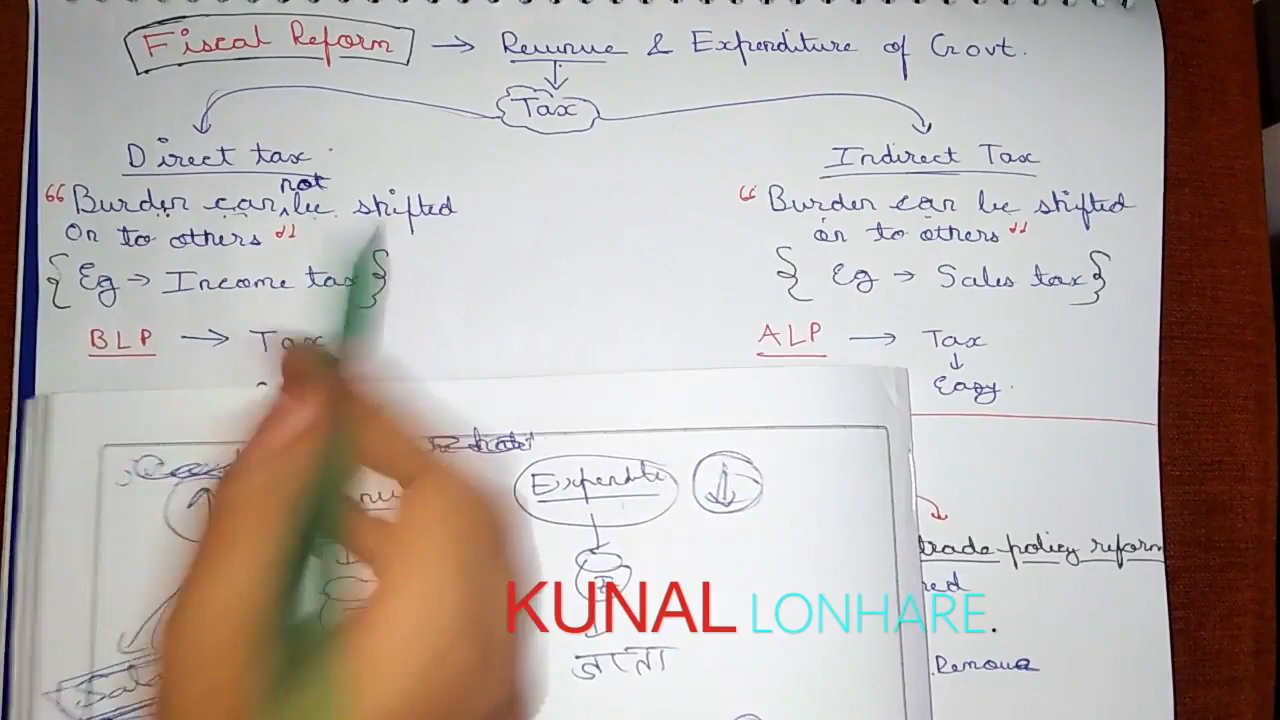 Fiscal Reform → Revenue & Expenditure of Govt.
Tax
Direct tax
"Burden can not be shifted
on to others"
{Eg → Income tax}
BLP → Tax
Indirect Tax
"Burden can be shifted
on to others"
{Eg → Sales tax}
ALP → Tax
↓
Easy.
Expendite ↓
जनता
trade policy reform
Remove
KUNAL LONHARE.